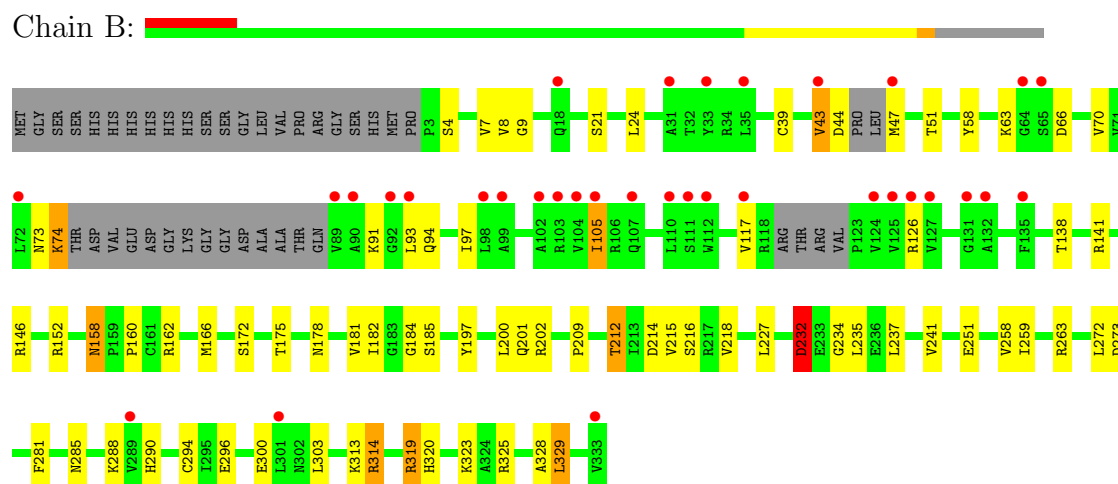 Chain B:
MET GLY SER SER HIS HIS HIS HIS HIS HIS HIS HIS SER SER GLY LEU VAL PRO ARG GLY SER HIS MET PRO P3 S4 V7 V8 G9 Q18 S21 L24 A31 T32 Y33 R34 L35 C39 V43 D44 PRO LEU M47 T51 Y58 K63 G64 S65 D66 V70 V71
L72 N73 K74 THR ASP VAL GLU ASP GLY LYS GLY GLY ASP ALA ALA THR GLN V89 A90 K91 G92 L93 Q94 I97 L98 A99 A102 R103 V104 I105 R106 Q107 L110 S111 W112 V117 R118 ARG THR ARG VAL P123 V124 V125 R126 V127 G131 A132 F135 T138 R141
R146 R152 N158 P159 P160 C161 R162 M166 S172 T175 N178 V181 I182 G183 G184 S185 Y197 L200 Q201 R202 P209 T212 I213 D214 V215 S216 R217 V218 L227 D232 E233 G234 L235 E236 L237 V241 E251 V258 I259 R263 L272
F281 N285 K288 V289 H290 C294 I295 E296 E300 L301 N302 L303 K313 R314 R319 H320 K323 A324 R325 A328 L329 V333